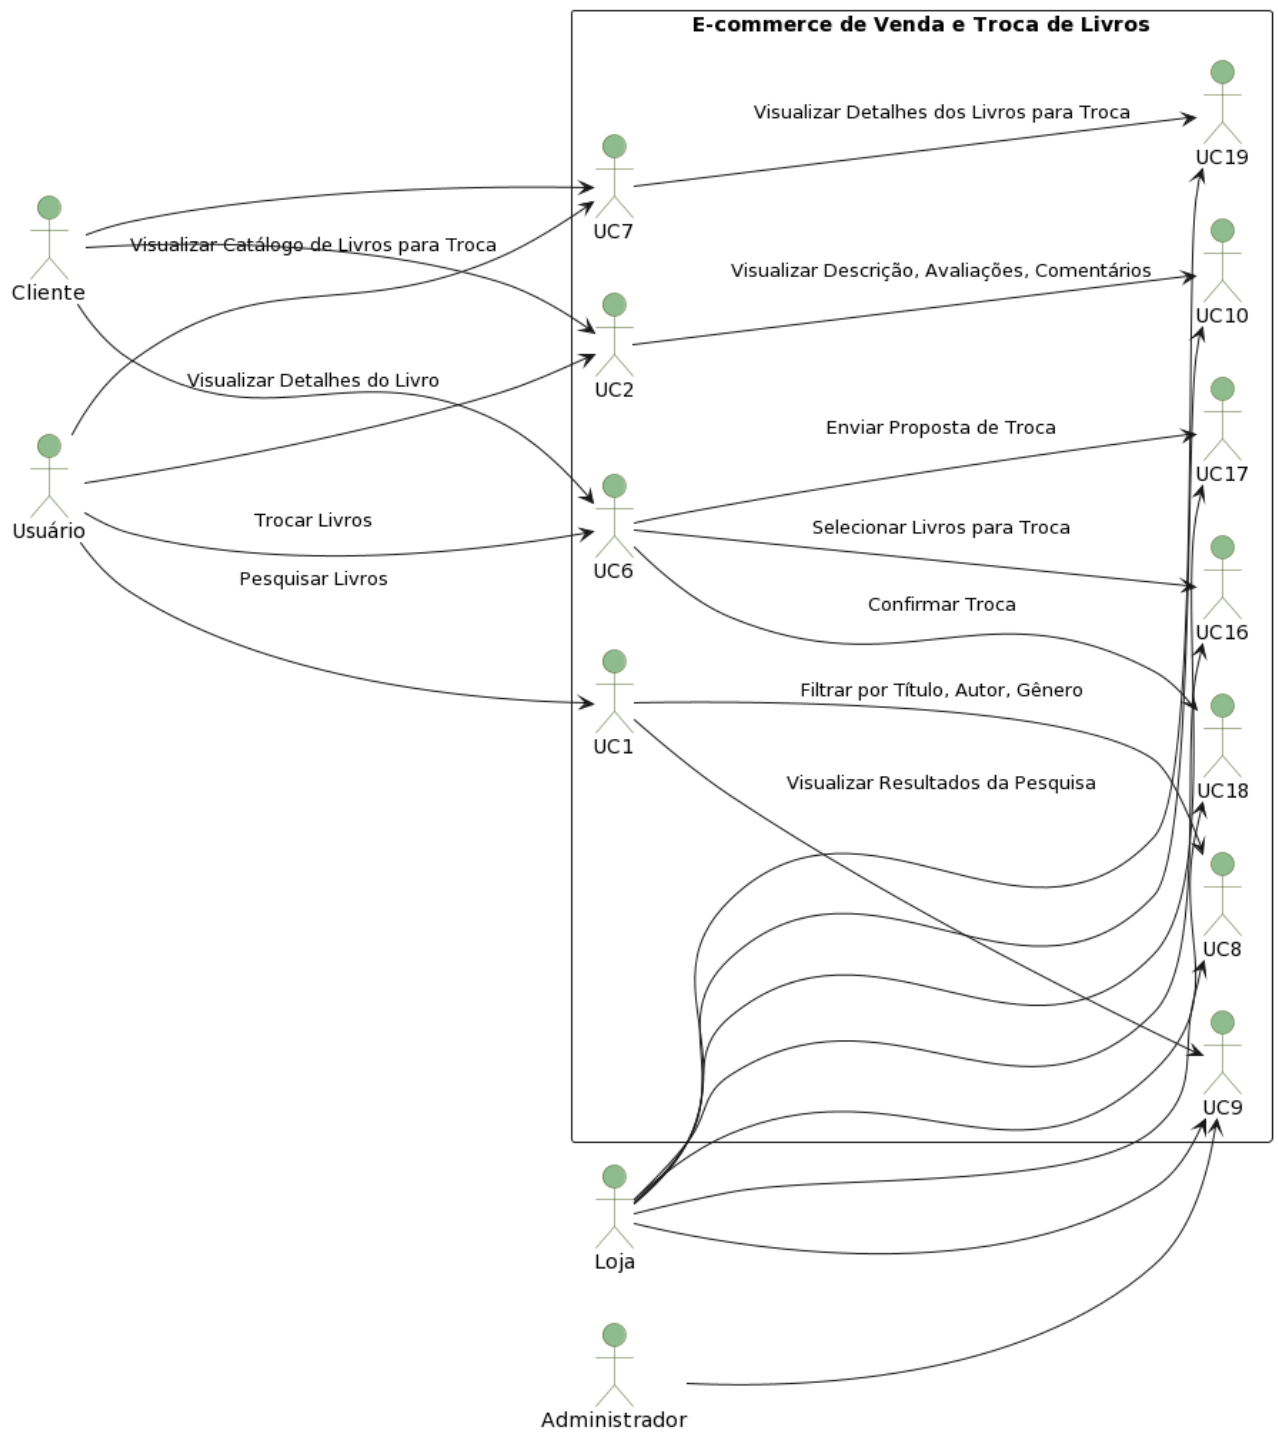 E-commerce de Venda e Troca de Livros
Visualizar Detalhes dos Livros para Troca
UC19
UC7
Visualizar Catálogo de Livros para Troca
Cliente
Visualizar Descrição, Avaliações, Comentários
UC10
UC2
Visualizar Detalhes do Livro
Enviar Proposta de Troca
UC17
Usuário
Trocar Livros
Selecionar Livros para Troca
UC6
Pesquisar Livros
Confirmar Troca
UC16
Filtrar por Título, Autor, Gênero
UC1
Visualizar Resultados da Pesquisa
UC18
UC8
UC9
Loja
Administrador